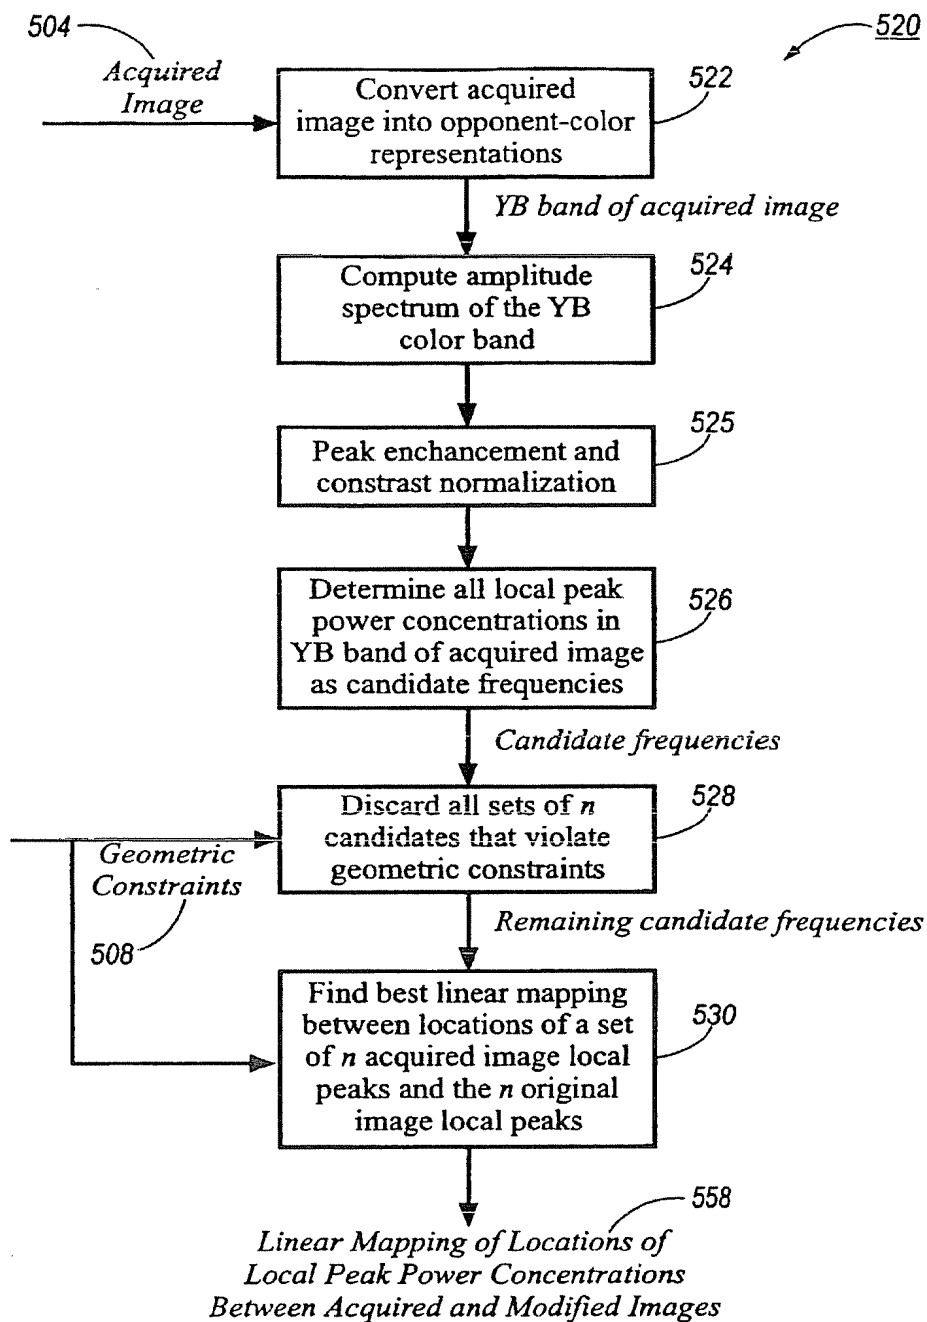 504
520
Acquired
Image
Convert acquired
image into opponent-color
representations
522
YB band of acquired image
Compute amplitude
spectrum of the YB
color band
524
Peak enchancement and
constrast normalization
525
Determine all local peak
power concentrations in
YB band of acquired image
as candidate frequencies
526
Candidate frequencies
Discard all sets of n
candidates that violate
geometric constraints
528
Geometric
Constraints
508
Remaining candidate frequencies
Find best linear mapping
between locations of a set
of n acquired image local
peaks and the n original
image local peaks
530
558
Linear Mapping of Locations of
Local Peak Power Concentrations
Between Acquired and Modified Images